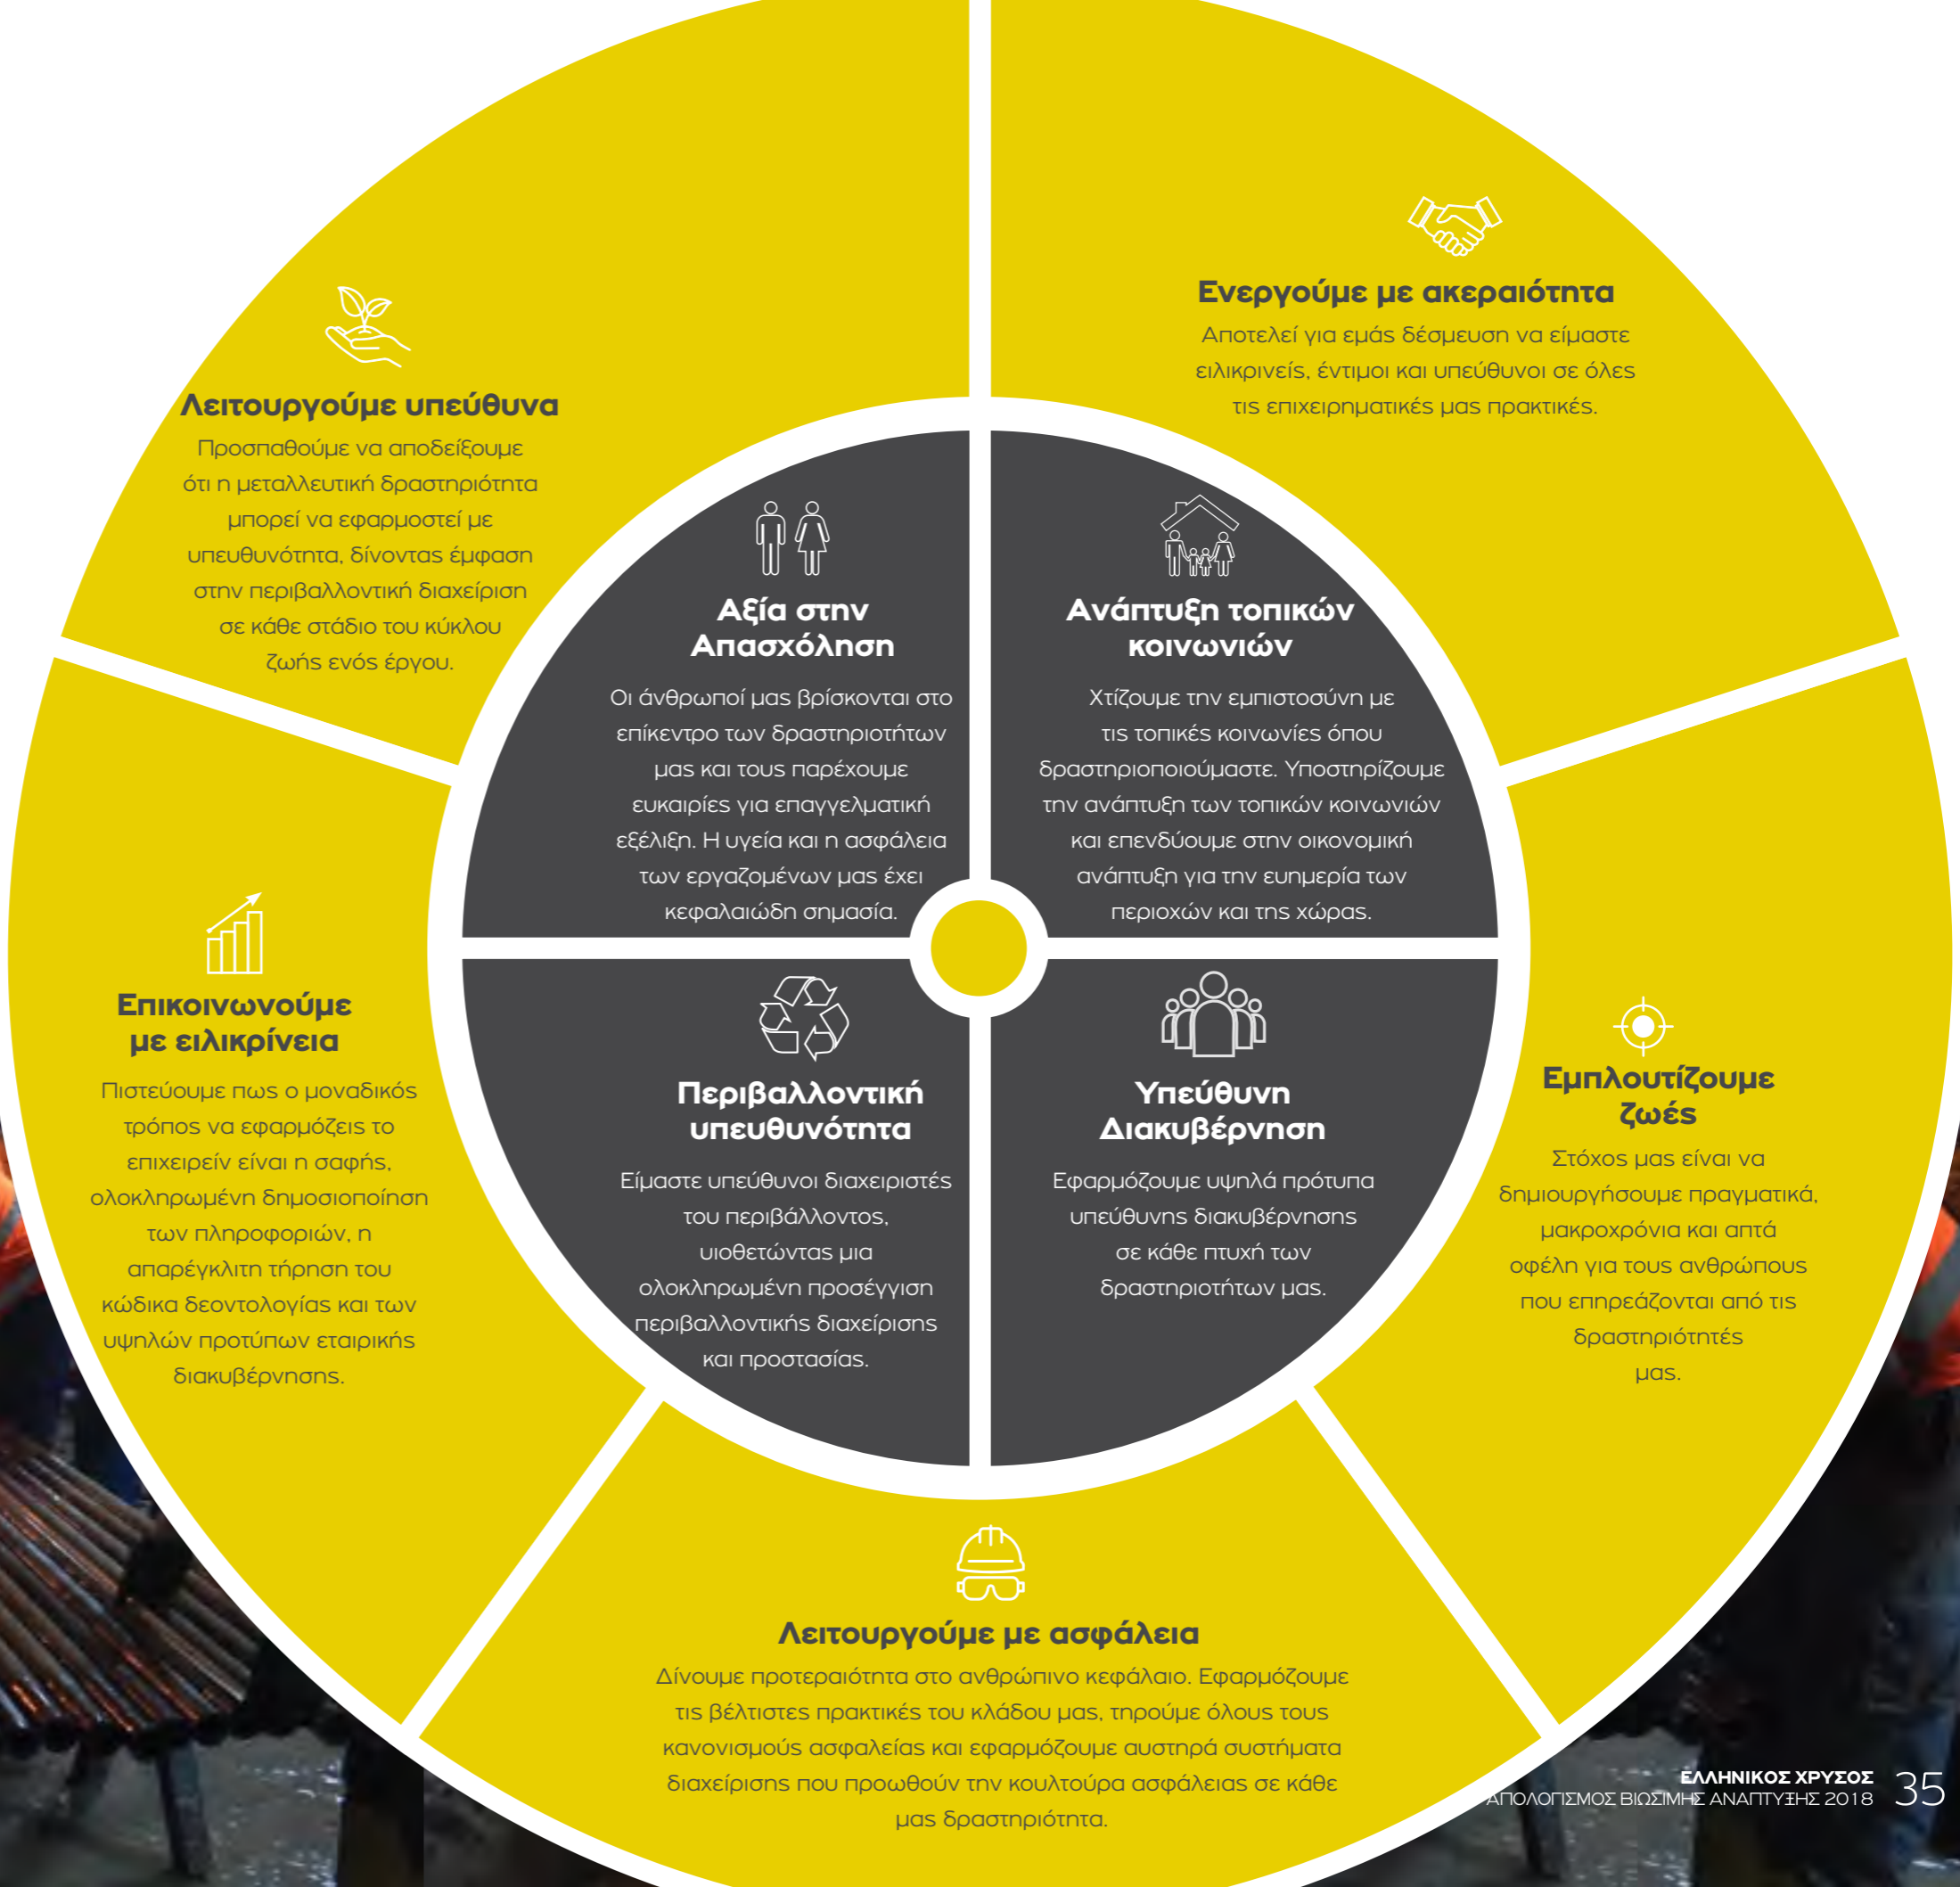 Ενεργούμε με ακεραιότητα
Αποτελεί για εμάς δέσμευση να είμαστε
ειλικρινείς, έντιμοι και υπεύθυνοι σε όλες
τις επιχειρηματικές μας πρακτικές.
Λειτουργούμε υπεύθυνα
Προσπαθούμε να αποδείξουμε
ότι η μεταλλευτική δραστηριότητα
μπορεί να εφαρμοστεί με
υπευθυνότητα, δίνοντας έμφαση
στην περιβαλλοντική διαχείριση
σε κάθε στάδιο του κύκλου
ζωής ενός έργου.
Αξία στην
Απασχόληση
Οι άνθρωποί μας βρίσκονται στο
επίκεντρο των δραστηριοτήτων
μας και τους παρέχουμε
ευκαιρίες για επαγγελματική
εξέλιξη. Η υγεία και η ασφάλεια
των εργαζομένων μας έχει
κεφαλαιώδη σημασία.
Ανάπτυξη τοπικών
κοινωνιών
Χτίζουμε την εμπιστοσύνη με
τις τοπικές κοινωνίες όπου
δραστηριοποιούμαστε. Υποστηρίζουμε
την ανάπτυξη των τοπικών κοινωνιών
και επενδύουμε στην οικονομική
ανάπτυξη για την ευημερία των
περιοχών και της χώρας.
Επικοινωνούμε
με ειλικρίνεια
Πιστεύουμε πως ο μοναδικός
τρόπος να εφαρμόζεις το
επιχειρείν είναι η σαφής,
ολοκληρωμένη δημοσιοποίηση
των πληροφοριών, η
απαρέγκλιτη τήρηση του
κώδικα δεοντολογίας και των
υψηλών προτύπων εταιρικής
διακυβέρνησης.
Περιβαλλοντική
υπευθυνότητα
Είμαστε υπεύθυνοι διαχειριστές
του περιβάλλοντος,
υιοθετώντας μια
ολοκληρωμένη προσέγγιση
περιβαλλοντικής διαχείρισης
και προστασίας.
Υπεύθυνη
Διακυβέρνηση
Εφαρμόζουμε υψηλά πρότυπα
υπεύθυνης διακυβέρνησης
σε κάθε πτυχή των
δραστηριοτήτων μας.
Εμπλουτίζουμε
ζωές
Στόχος μας είναι να
δημιουργήσουμε πραγματικά,
μακροχρόνια και απτά
οφέλη για τους ανθρώπους
που επηρεάζονται από τις
δραστηριότητές
μας.
Λειτουργούμε με ασφάλεια
Δίνουμε προτεραιότητα στο ανθρώπινο κεφάλαιο. Εφαρμόζουμε
τις βέλτιστες πρακτικές του κλάδου μας, τηρούμε όλους τους
κανονισμούς ασφαλείας και εφαρμόζουμε αυστηρά συστήματα
διαχείρισης που προωθούν την κουλτούρα ασφάλειας σε κάθε
μας δραστηριότητα.
ΕΛΛΗΝΙΚΟΣ ΧΡΥΣΟΣ
ΑΠΟΛΟΓΙΣΜΟΣ ΒΙΩΣΙΜΗΣ ΑΝΑΠΤΥΞΗΣ 2018 35